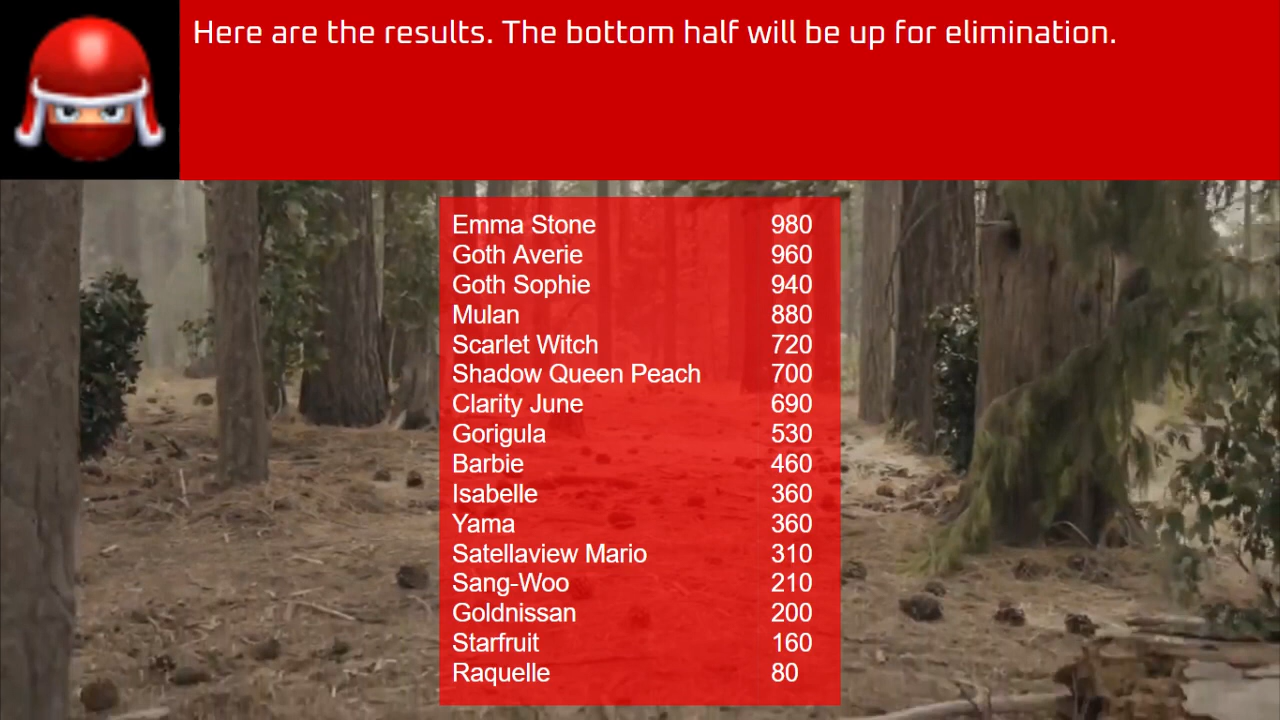 Here are the results. The bottom half will be up for elimination.
Emma Stone 980
Goth Averie 960
Goth Sophie 940
Mulan 880
Scarlet Witch 720
Shadow Queen Peach 700
Clarity June 690
Gorigula 530
Barbie 460
Isabelle 360
Yama 360
Satellaview Mario 310
Sang-Woo 210
Goldnissan 200
Starfruit 160
Raquelle 80